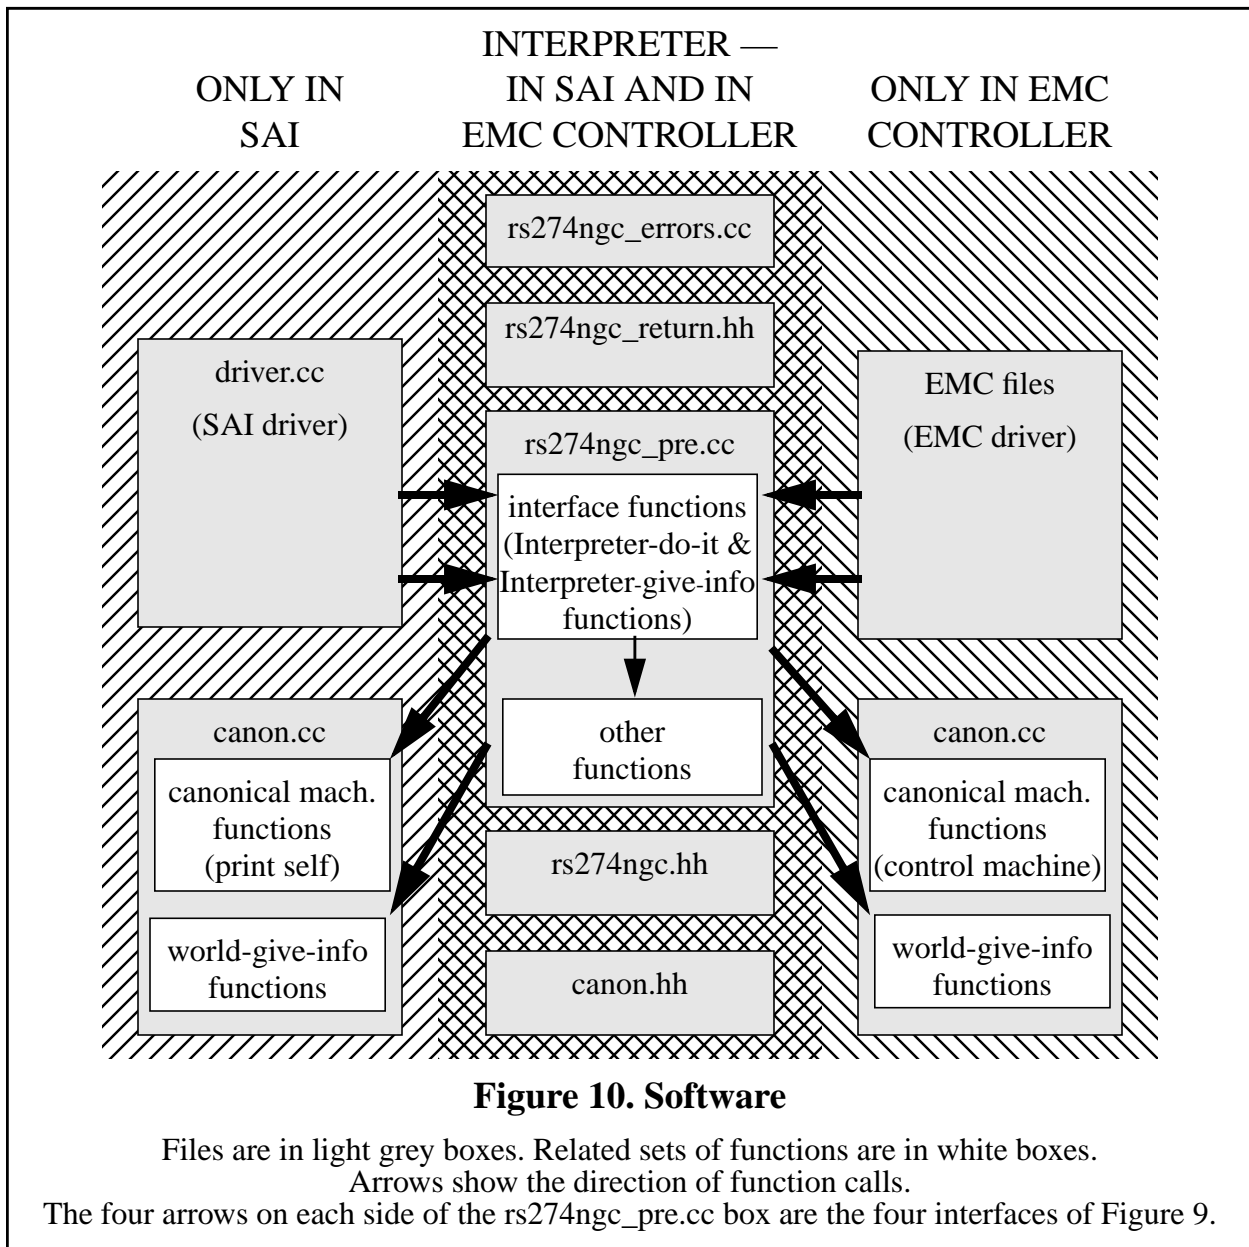 ONLY IN
SAI
INTERPRETER —
IN SAI AND IN
EMC CONTROLLER
ONLY IN EMC
CONTROLLER
driver.cc
(SAI driver)
canon.cc
canonical mach.
functions
(print self)
world-give-info
functions
rs274ngc_errors.cc
rs274ngc_return.hh
rs274ngc_pre.cc
interface functions
(Interpreter-do-it &
Interpreter-give-info
functions)
other
functions
rs274ngc.hh
canon.hh
EMC files
(EMC driver)
canon.cc
canonical mach.
functions
(control machine)
world-give-info
functions
Figure 10. Software
Files are in light grey boxes. Related sets of functions are in white boxes.
Arrows show the direction of function calls.
The four arrows on each side of the rs274ngc_pre.cc box are the four interfaces of Figure 9.